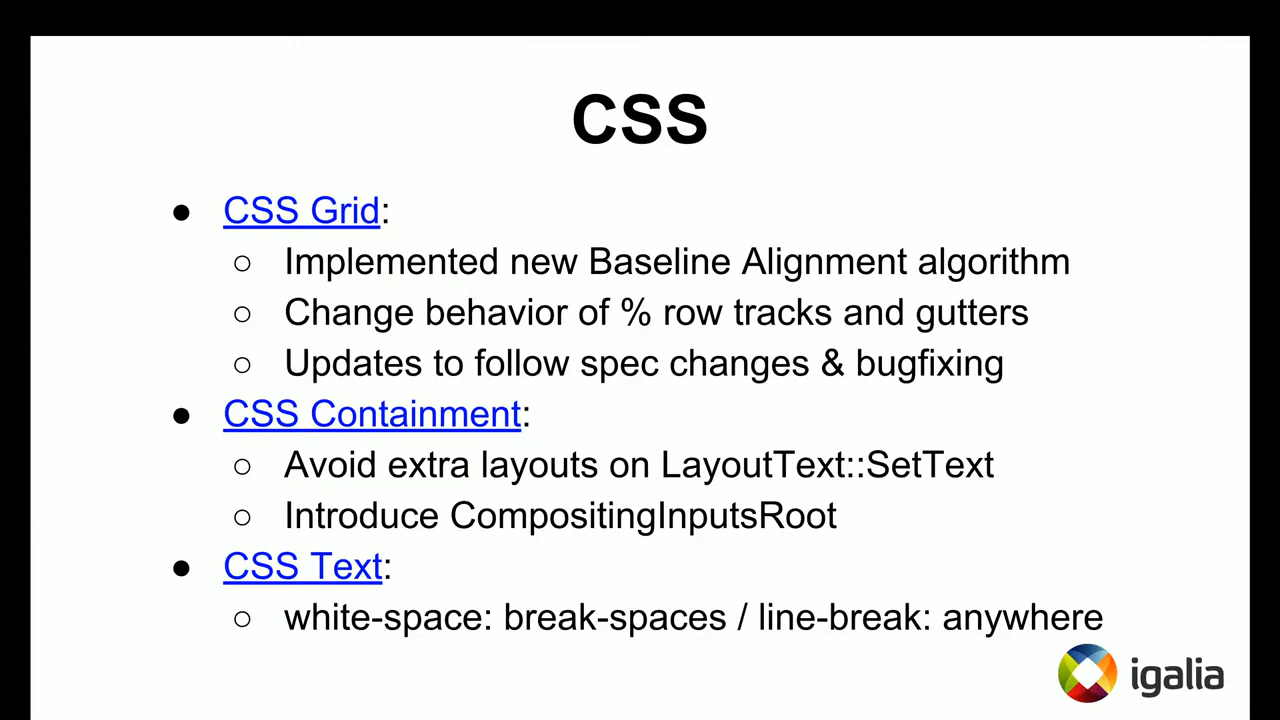 CSS
● CSS Grid:
○ Implemented new Baseline Alignment algorithm
○ Change behavior of % row tracks and gutters
○ Updates to follow spec changes & bugfixing
● CSS Containment:
○ Avoid extra layouts on LayoutText::SetText
○ Introduce CompositingInputsRoot
● CSS Text:
○ white-space: break-spaces / line-break: anywhere
igalia